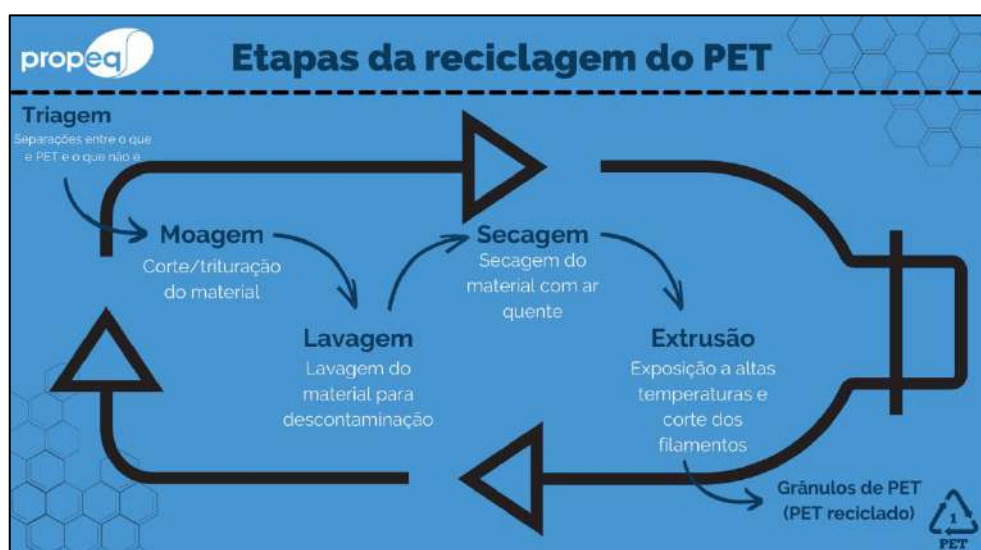 propeq
Etapas da reciclagem do PET
Triagem
Separações entre o que
e PET e o que não e
Moagem
Corte/trituração
do material
Lavagem
Lavagem do
material para
descontaminação
Secagem
Secagem do
material com ar
quente
Extrusão
Exposição a altas
temperaturas e
corte dos
filamentos
Grânulos de PET
(PET reciclado)
1
PET